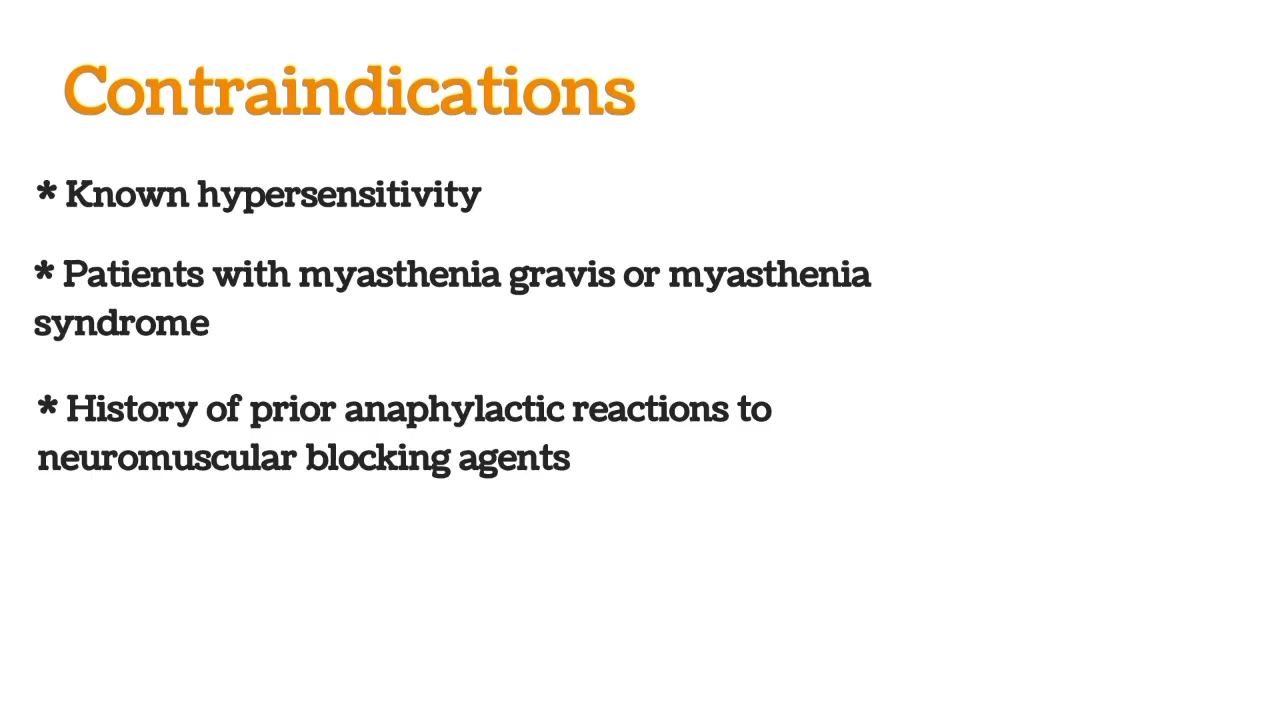 Contraindications
* Known hypersensitivity
* Patients with myasthenia gravis or myasthenia
syndrome
* History of prior anaphylactic reactions to
neuromuscular blocking agents